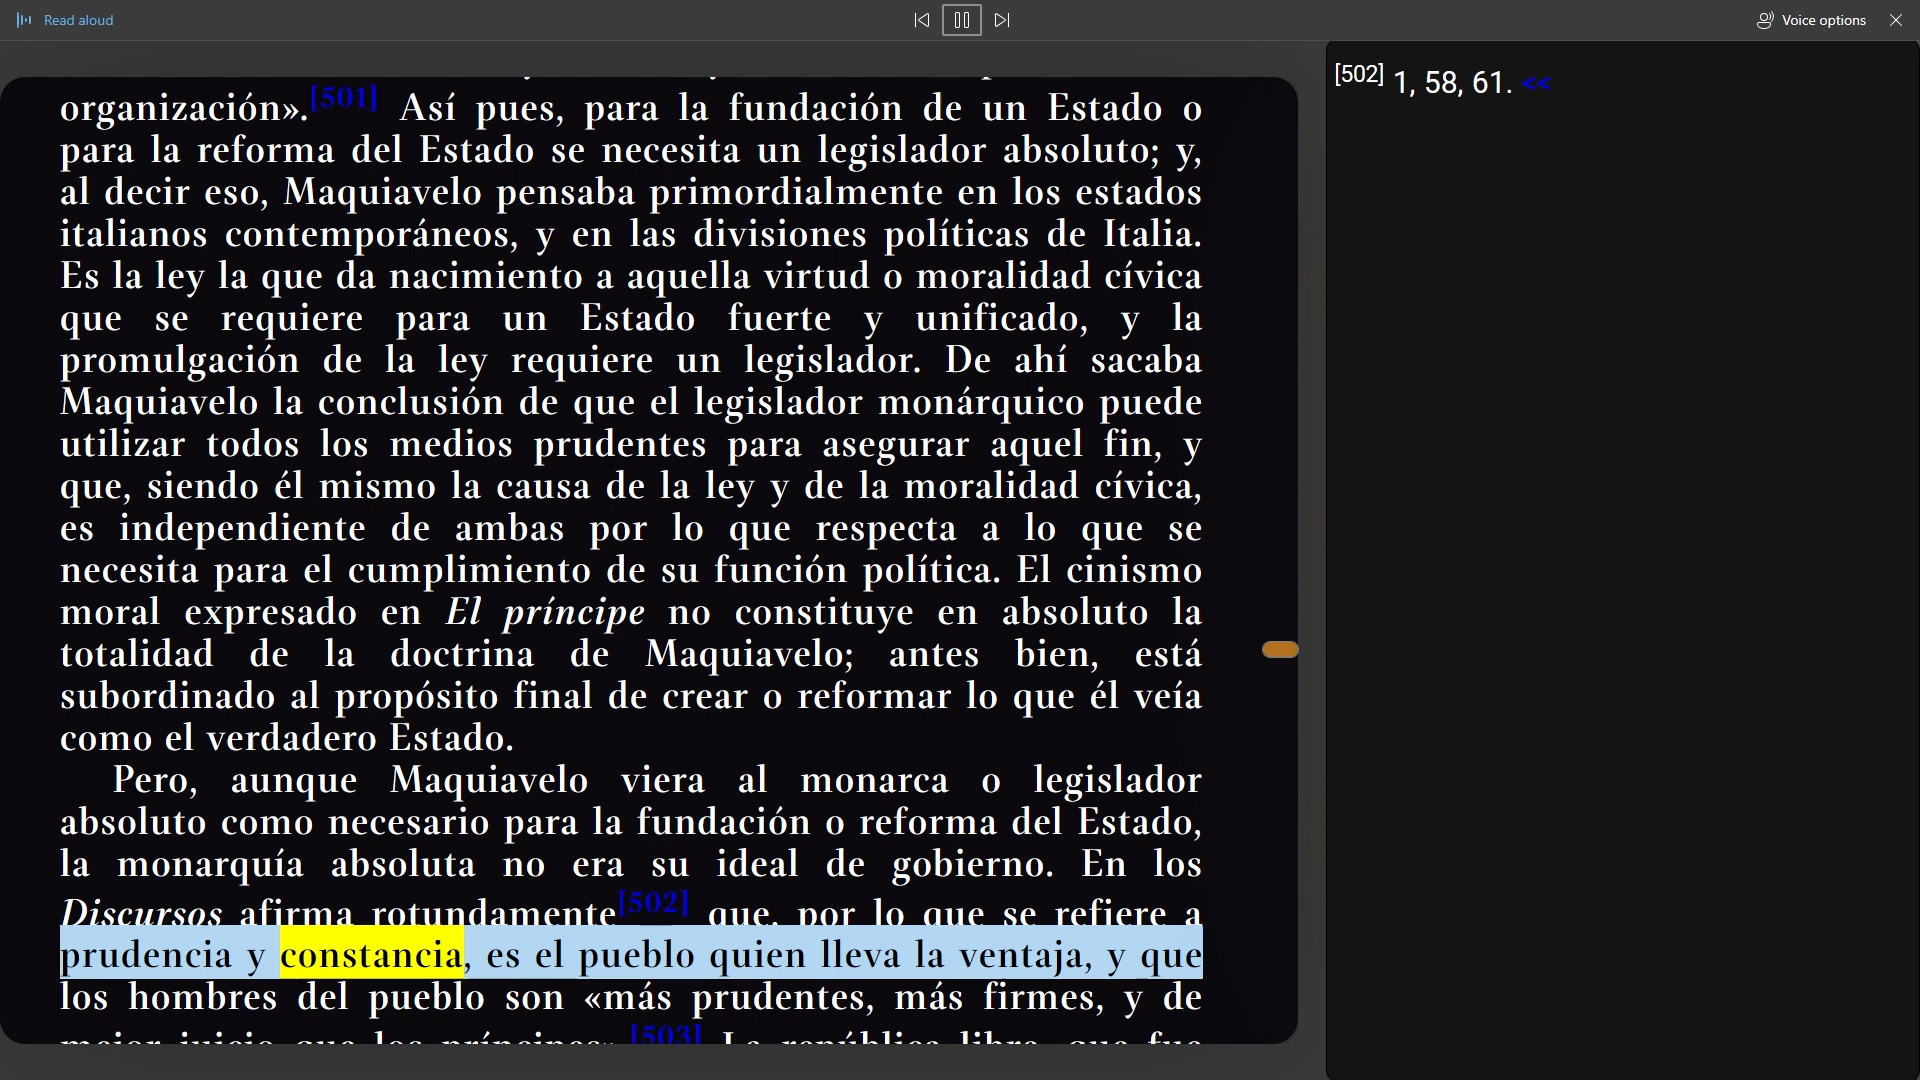 Read aloud
Voice options
organización».[501] Así pues, para la fundación de un Estado o
para la reforma del Estado se necesita un legislador absoluto; y,
al decir eso, Maquiavelo pensaba primordialmente en los estados
italianos contemporáneos, y en las divisiones políticas de Italia.
Es la ley la que da nacimiento a aquella virtud o moralidad cívica
que se requiere para un Estado fuerte y unificado, y la
promulgación de la ley requiere un legislador. De ahí sacaba
Maquiavelo la conclusión de que el legislador monárquico puede
utilizar todos los medios prudentes para asegurar aquel fin, y
que, siendo él mismo la causa de la ley y de la moralidad cívica,
es independiente de ambas por lo que respecta a lo que se
necesita para el cumplimiento de su función política. El cinismo
moral expresado en El príncipe no constituye en absoluto la
totalidad de la doctrina de Maquiavelo; antes bien, está
subordinado al propósito final de crear o reformar lo que él veía
como el verdadero Estado.
Pero, aunque Maquiavelo viera al monarca o legislador
absoluto como necesario para la fundación o reforma del Estado,
la monarquía absoluta no era su ideal de gobierno. En los
Discursos afirma rotundamente[502] que, por lo que se refiere a
prudencia y constancia, es el pueblo quien lleva la ventaja, y que
los hombres del pueblo son «más prudentes, más firmes, y de
mejor juicio que los príncipes».[503] La república libre, que fue
[502] 1, 58, 61. <<